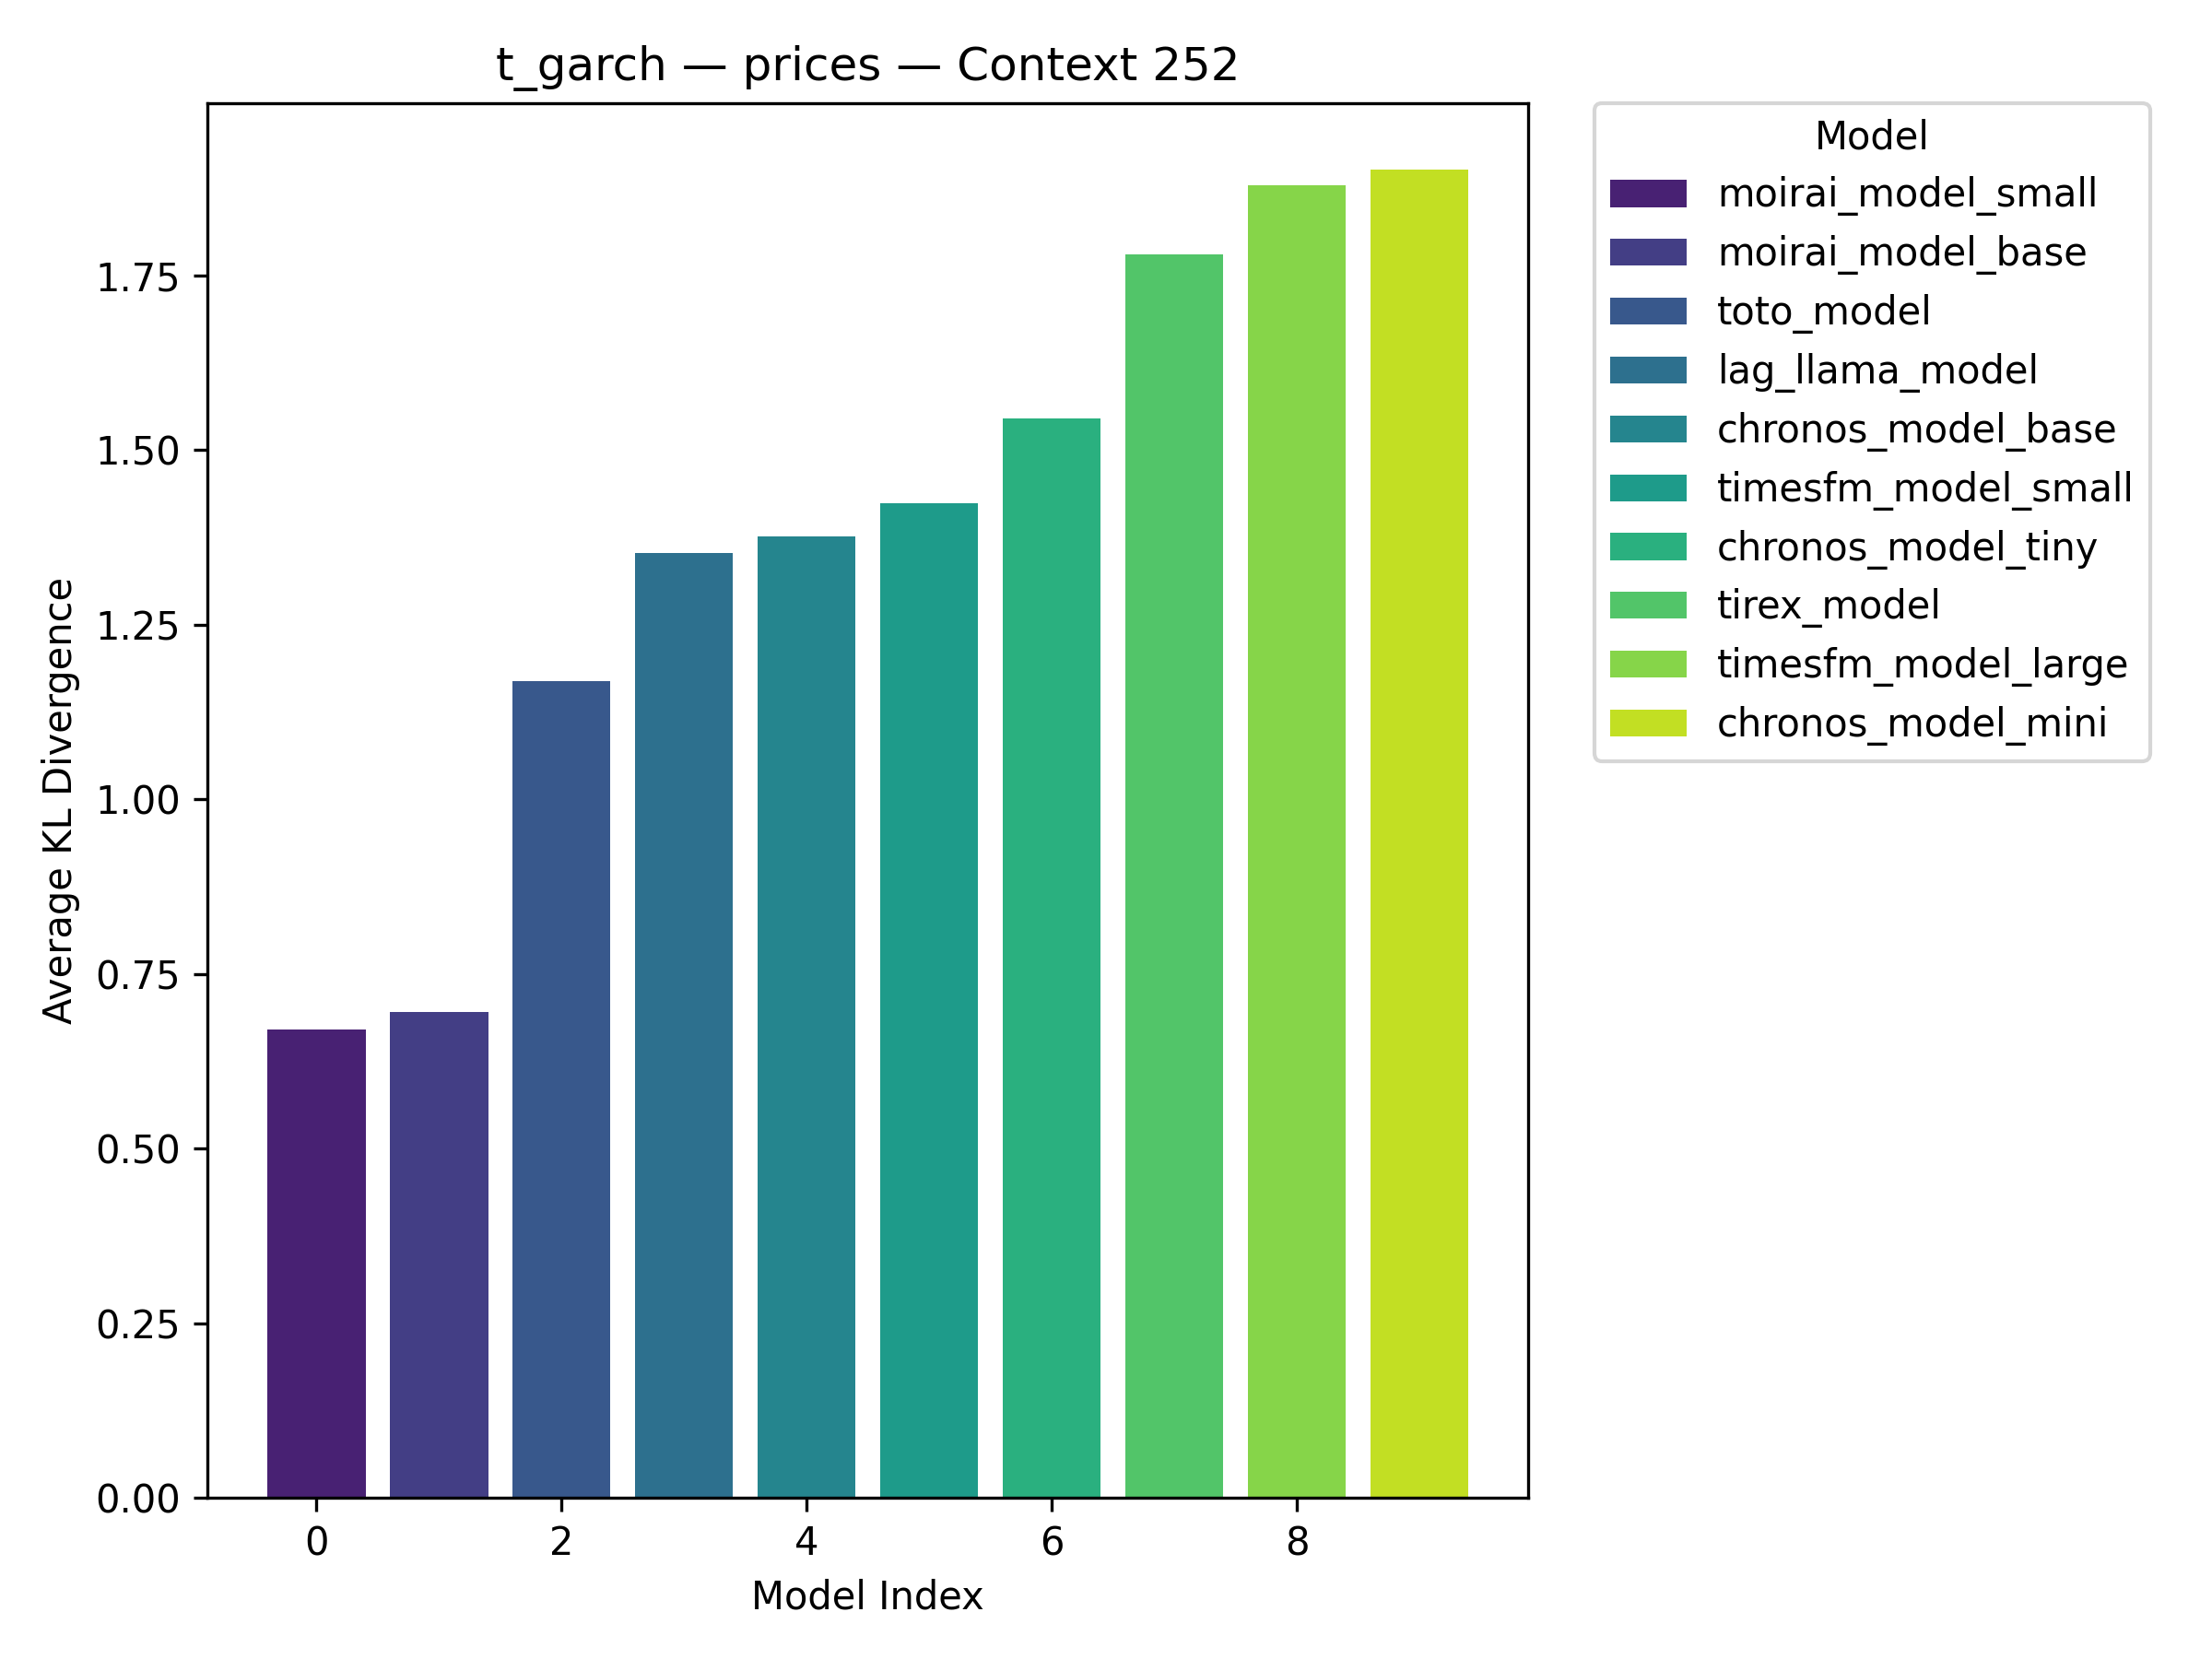 t_garch — prices — Context 252
Average KL Divergence
1.75
1.50
1.25
1.00
0.75
0.50
0.25
0.00
0
2
4
6
8
Model Index
Model
moirai_model_small
moirai_model_base
toto_model
lag_llama_model
chronos_model_base
timesfm_model_small
chronos_model_tiny
tirex_model
timesfm_model_large
chronos_model_mini